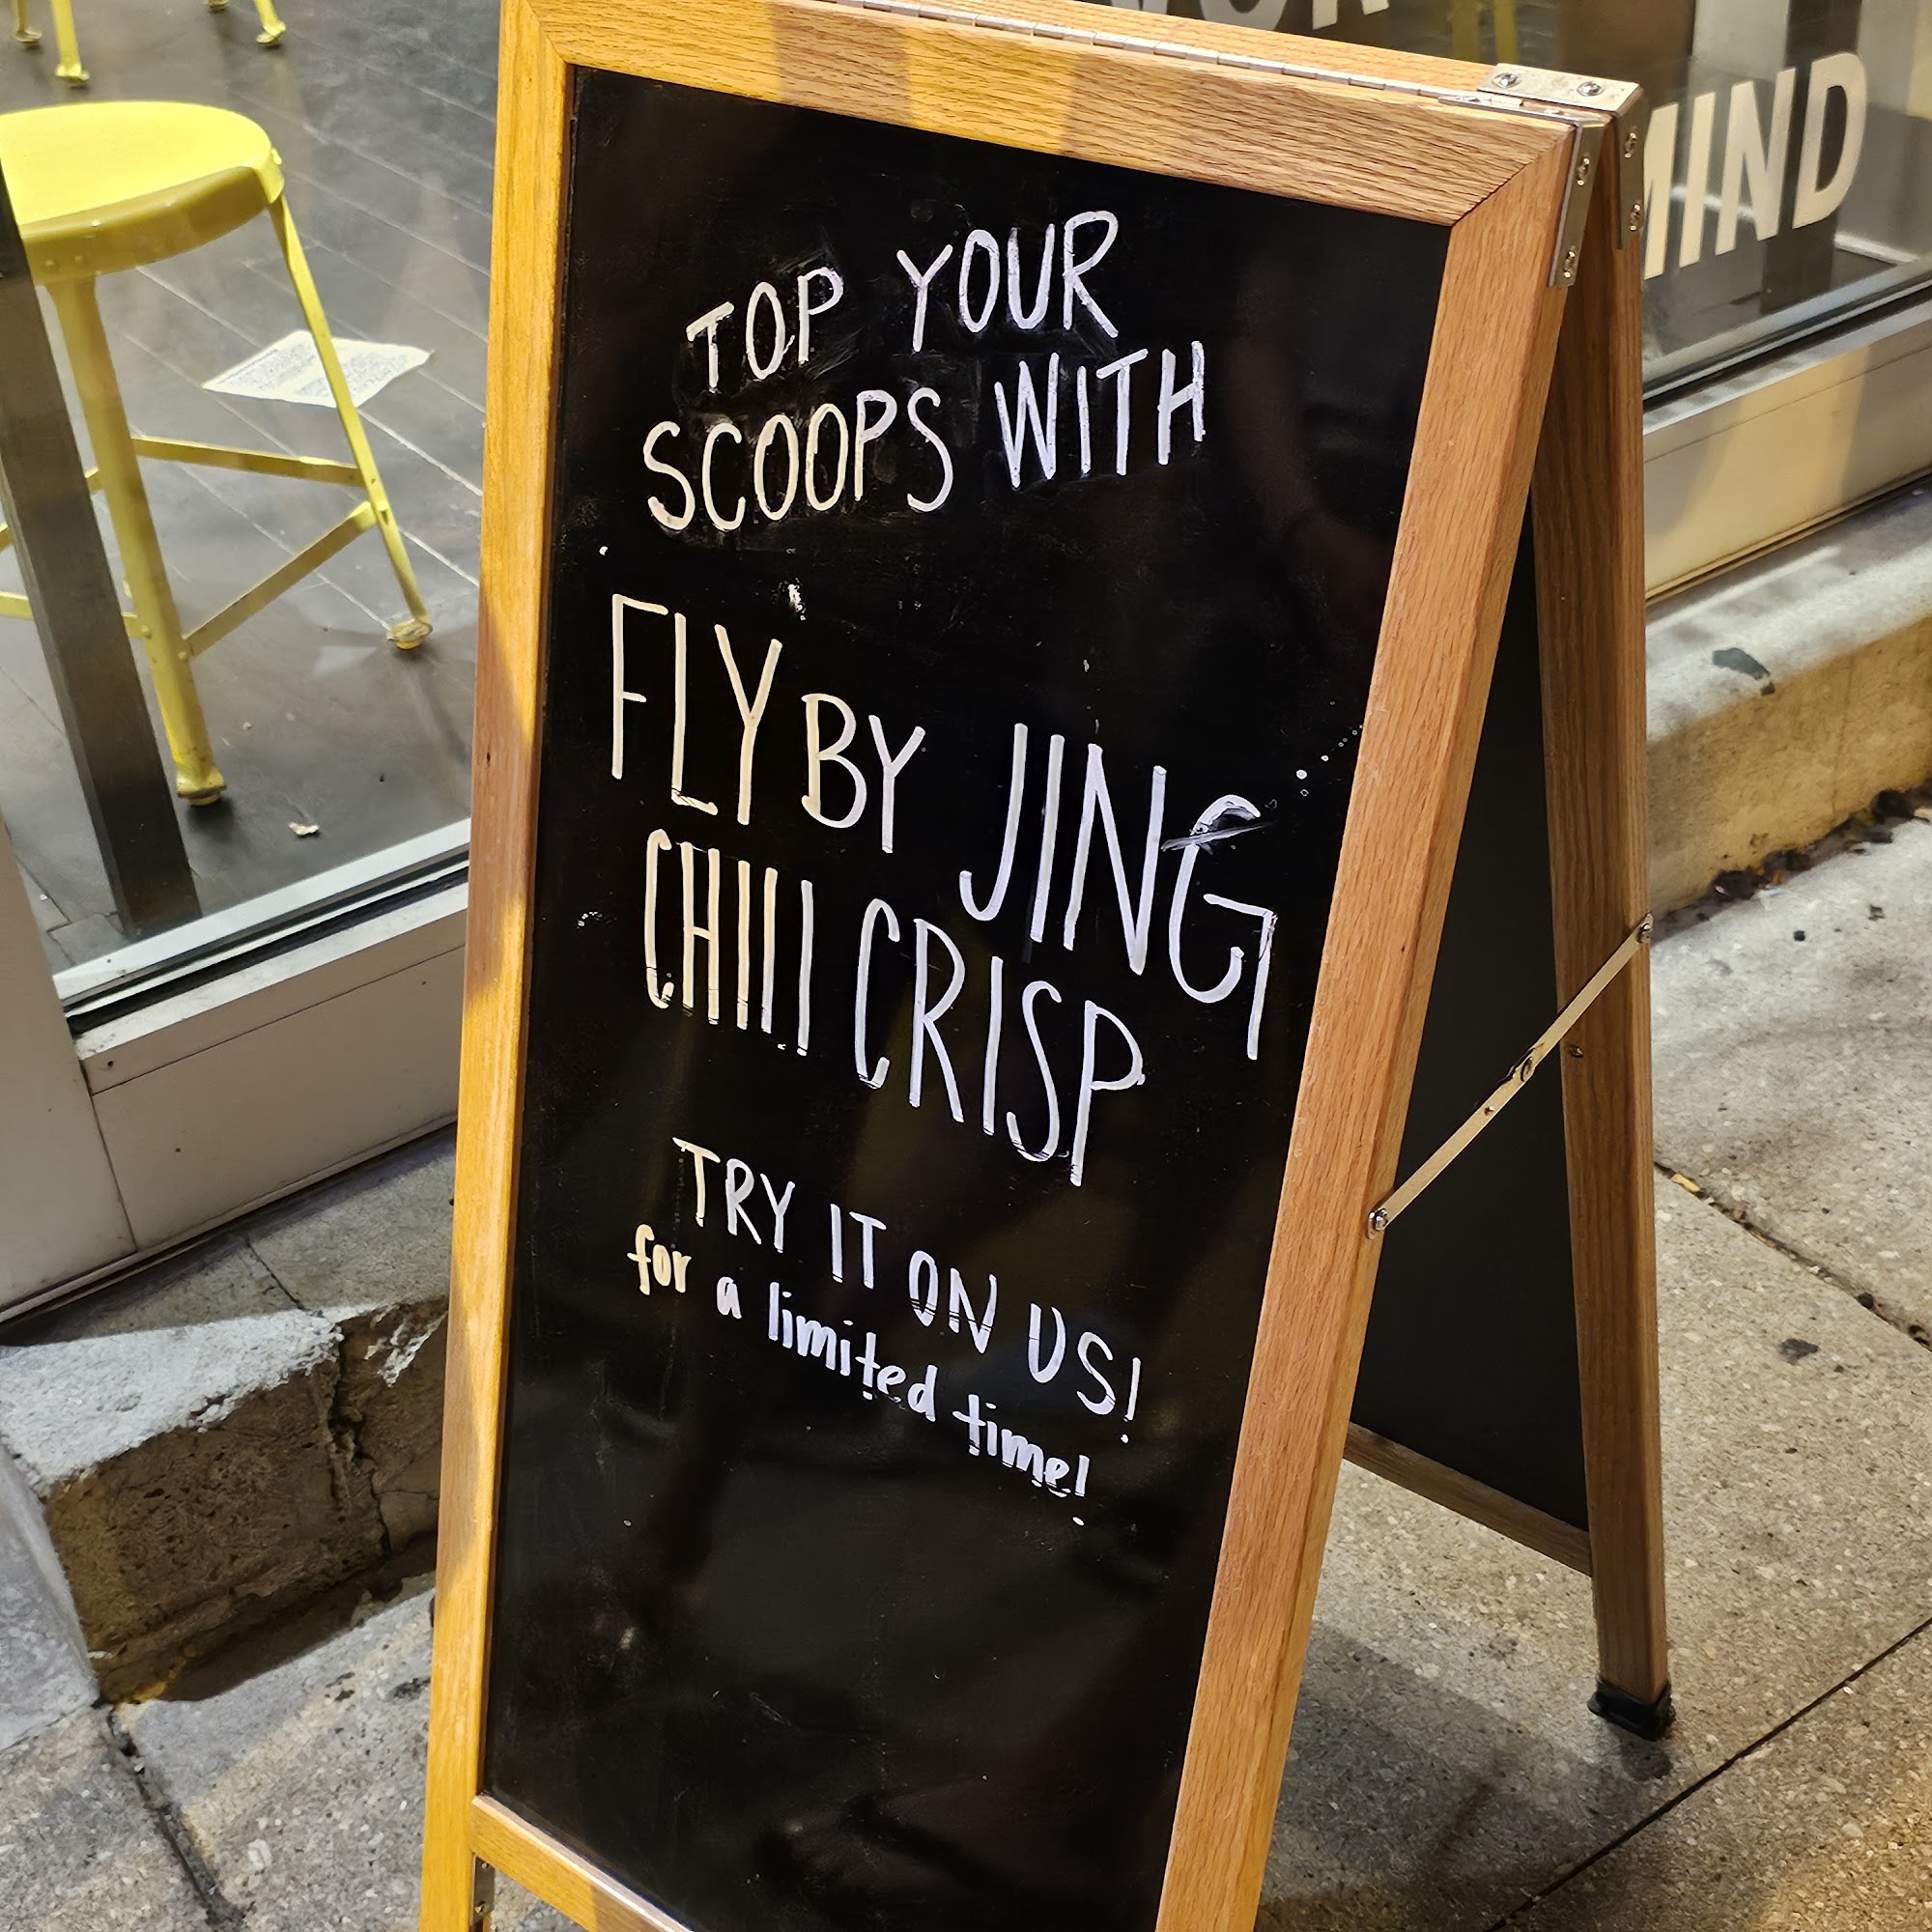 MIND
TOP YOUR
SCOOPS WITH
FLY BY JING
CHILI CRISP
TRY IT ON US!
for a limited time!